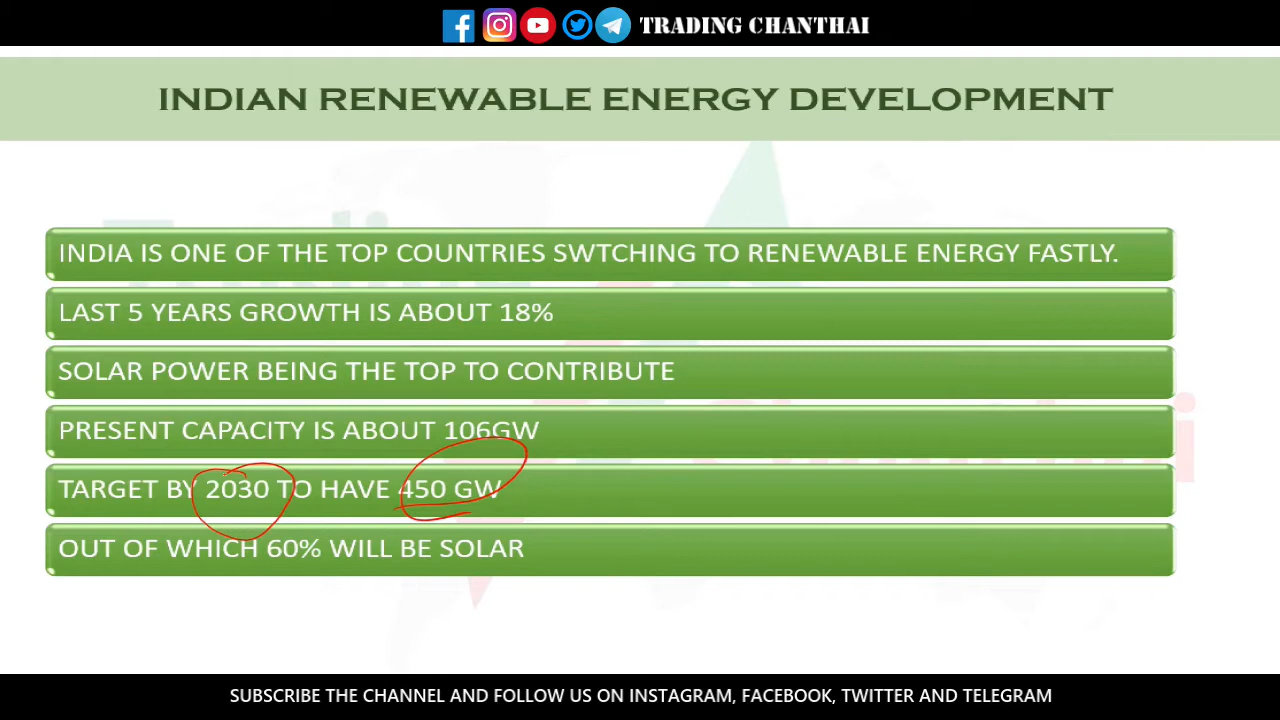 TRADING CHANTHAI
INDIAN RENEWABLE ENERGY DEVELOPMENT
INDIA IS ONE OF THE TOP COUNTRIES SWTCHING TO RENEWABLE ENERGY FASTLY.
LAST 5 YEARS GROWTH IS ABOUT 18%
SOLAR POWER BEING THE TOP TO CONTRIBUTE
PRESENT CAPACITY IS ABOUT 106GW
TARGET BY 2030 TO HAVE 450 GW
OUT OF WHICH 60% WILL BE SOLAR
SUBSCRIBE THE CHANNEL AND FOLLOW US ON INSTAGRAM, FACEBOOK, TWITTER AND TELEGRAM